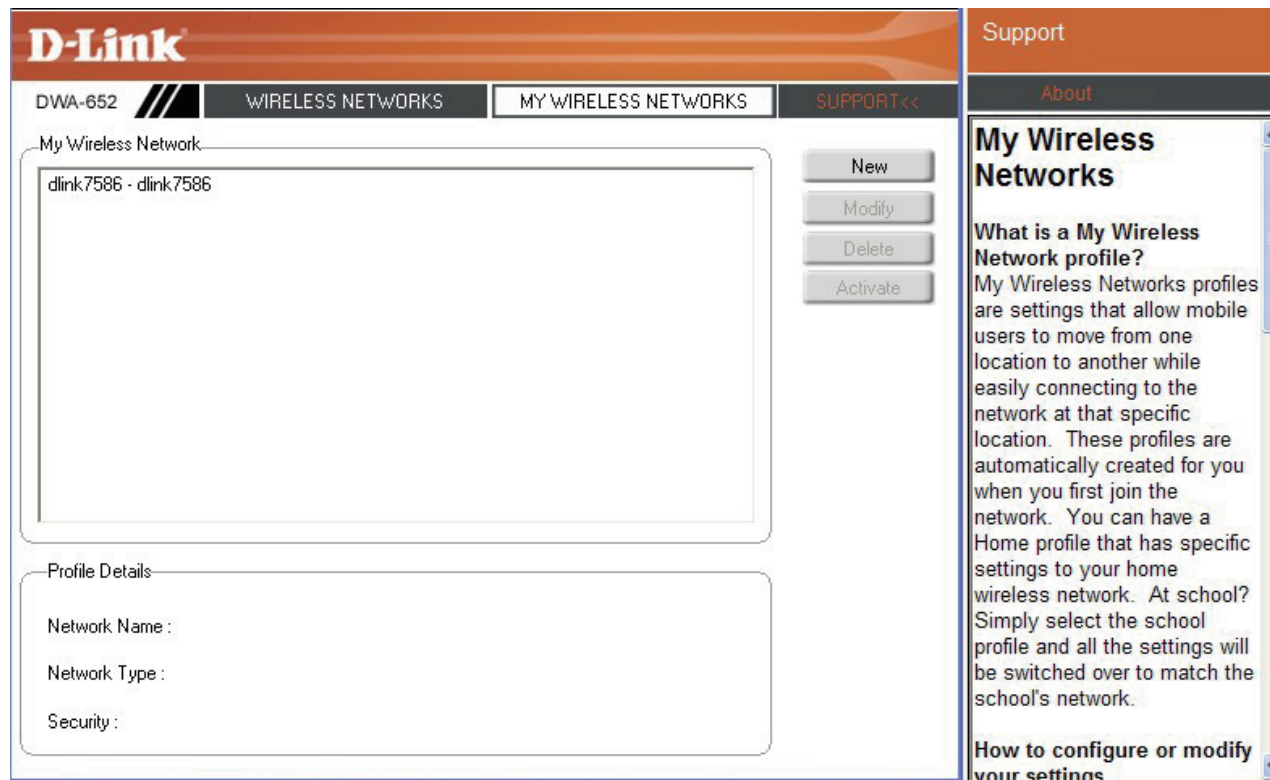 D-Link
DWA-652
WIRELESS NETWORKS
MY WIRELESS NETWORKS
SUPPORT<<
My Wireless Network
dlink7586 - dlink7586
New
Modify
Delete
Activate
Profile Details
Network Name :
Network Type :
Security :
Support
About
My Wireless
Networks
What is a My Wireless
Network profile?
My Wireless Networks profiles
are settings that allow mobile
users to move from one
location to another while
easily connecting to the
network at that specific
location. These profiles are
automatically created for you
when you first join the
network. You can have a
Home profile that has specific
settings to your home
wireless network. At school?
Simply select the school
profile and all the settings will
be switched over to match the
school's network.
How to configure or modify
your settings